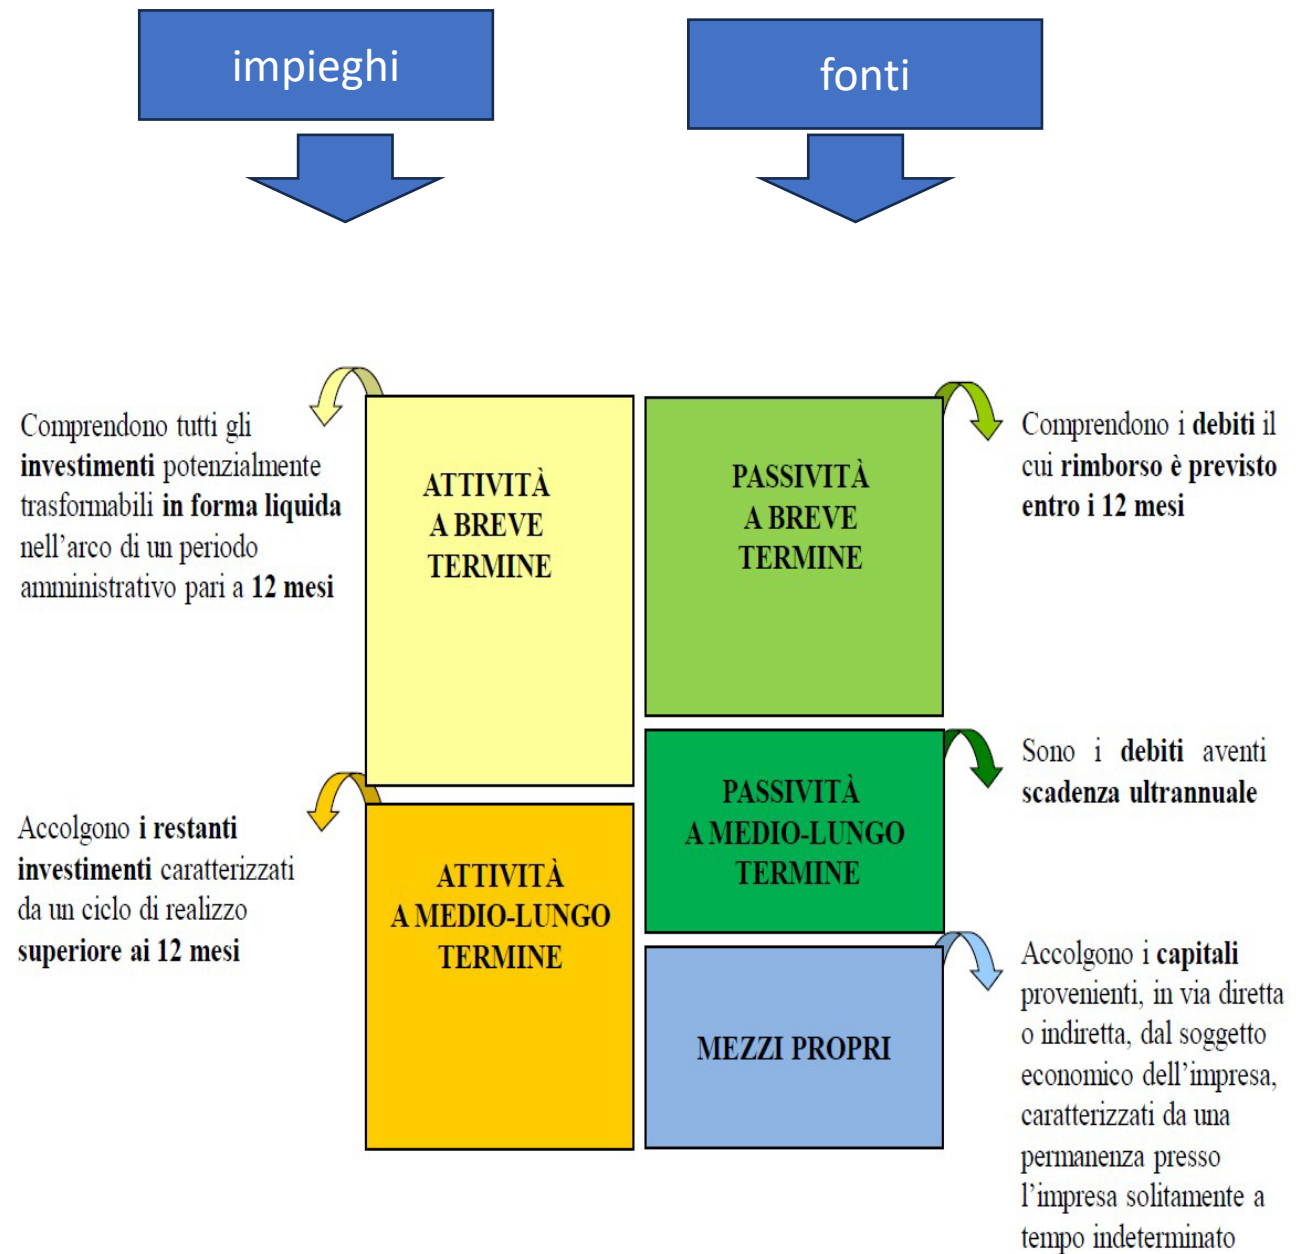 impieghi
fonti
Comprendono tutti gli
investimenti potenzialmente
trasformabili in forma liquida
nell'arco di un periodo
amministrativo pari a 12 mesi
ATTIVITÀ
A BREVE
TERMINE
PASSIVITÀ
A BREVE
TERMINE
Comprendono i debiti il
cui rimborso è previsto
entro i 12 mesi
Accolgono i restanti
investimenti caratterizzati
da un ciclo di realizzo
superiore ai 12 mesi
ATTIVITÀ
A MEDIO-LUNGO
TERMINE
PASSIVITÀ
A MEDIO-LUNGO
TERMINE
Sono i debiti aventi
scadenza ultrannuale
MEZZI PROPRI
Accolgono i capitali
provenienti, in via diretta
o indiretta, dal soggetto
economico dell'impresa,
caratterizzati da una
permanenza presso
l'impresa solitamente a
tempo indeterminato